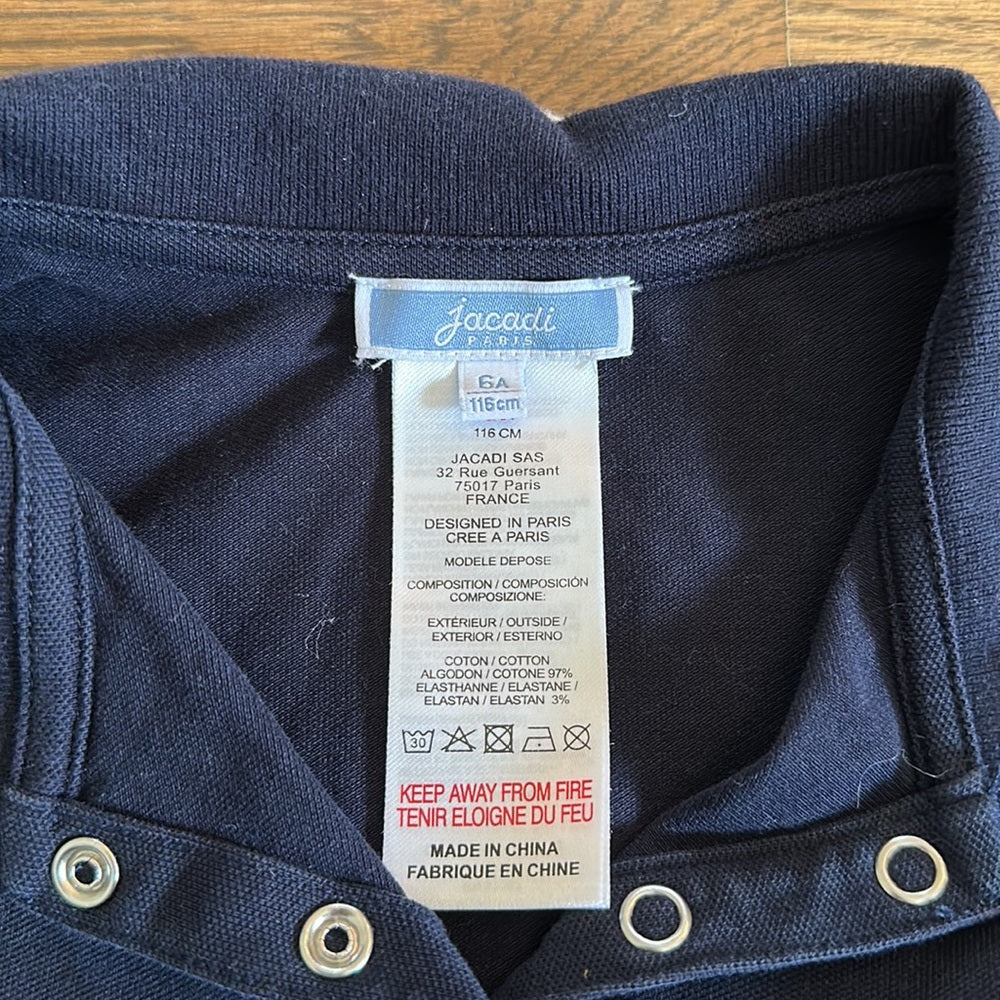 Jacadi
PARIS
6A
116cm
116 CM
JACADI SAS
32 Rue Guersant
75017 Paris
FRANCE
DESIGNED IN PARIS
CREE A PARIS
MODELE DEPOSE
COMPOSITION / COMPOSICIÓN
COMPOSIZIONE:
EXTÉRIEUR / OUTSIDE /
EXTERIOR / ESTERNO
COTON / COTTON
ALGODON / COTONE 97%
ELASTHANNE / ELASTANE /
ELASTAN / ELASTAN 3%
30
KEEP AWAY FROM FIRE
TENIR ELOIGNE DU FEU
MADE IN CHINA
FABRIQUE EN CHINE